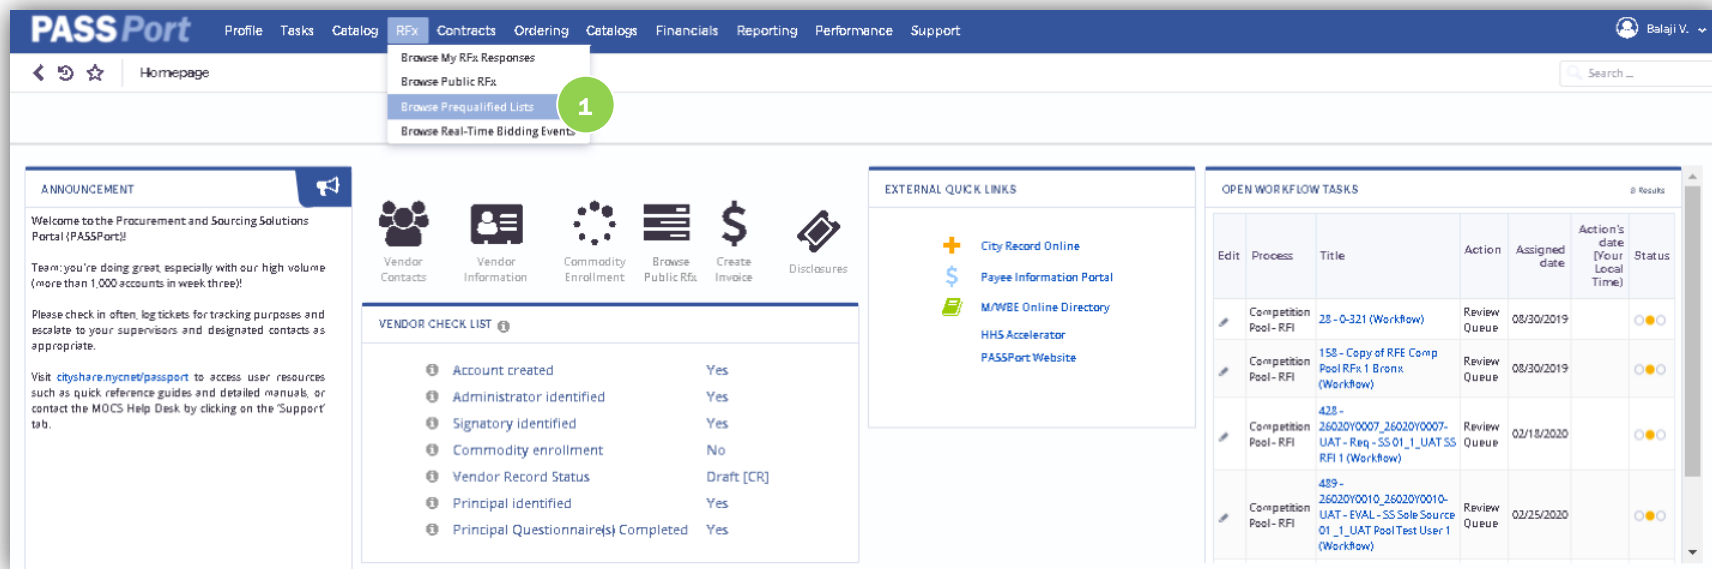 PASSPort
Profile Tasks Catalog RFx Contracts Ordering Catalogs Financials Reporting Performance Support
Balaji V.
Homepage
Search ...
Browse My RFx Responses
Browse Public RFx
Browse Prequalified Lists
1
Browse Real-Time Bidding Events
ANNOUNCEMENT
Welcome to the Procurement and Sourcing Solutions
Portal (PASSPort)!
Team: you're doing great, especially with our high volume
(more than 1,000 accounts in week three)!
Please check in often, log tickets for tracking purposes and
escalate to your supervisors and designated contacts as
appropriate.
Visit cityshare.nycnet/passport to access user resources
such as quick reference guides and detailed manuals, or
contact the MOCS Help Desk by clicking on the 'Support'
tab.
Vendor
Contacts
Vendor
Information
Commodity
Enrollment
Browse
Public Rfx
Create
Invoice
Disclosures
VENDOR CHECK LIST
Account created Yes
Administrator identified Yes
Signatory identified Yes
Commodity enrollment No
Vendor Record Status Draft [CR]
Principal identified Yes
Principal Questionnaire(s) Completed Yes
EXTERNAL QUICK LINKS
City Record Online
Payee Information Portal
M/WBE Online Directory
HHS Accelerator
PASSPort Website
OPEN WORKFLOW TASKS
8 Results
Edit Process Title
Action
Assigned
date
Action's
date
[Your
Local
Time)
Status
Competition
Pool - RFI
28 - 0-321 (Workflow)
Review
Queue
08/30/2019
Competition
Pool - RFI
158 - Copy of RFE Comp
Pool RFx 1 Bronx
(Workflow)
Review
Queue
08/30/2019
Competition
Pool - RFI
428 -
26020Y0007_26020Y0007-
UAT - Req - SS 01_1_UAT SS
RFI 1 (Workflow)
Review
Queue
02/18/2020
Competition
Pool - RFI
489 -
26020Y0010_26020Y0010-
UAT - EVAL - SS Sole Source
01_1_UAT Pool Test User 1
(Workflow)
Review
Queue
02/25/2020